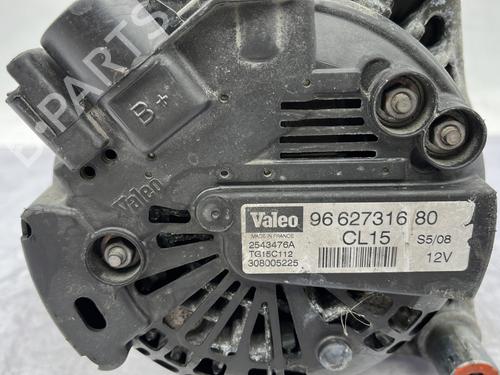 B-PARTS
B+
Valeo
Valeo 96 627316 80
MADE IN FRANCE
2543476A CL15 S5/08
TG15C112
308005225 12V